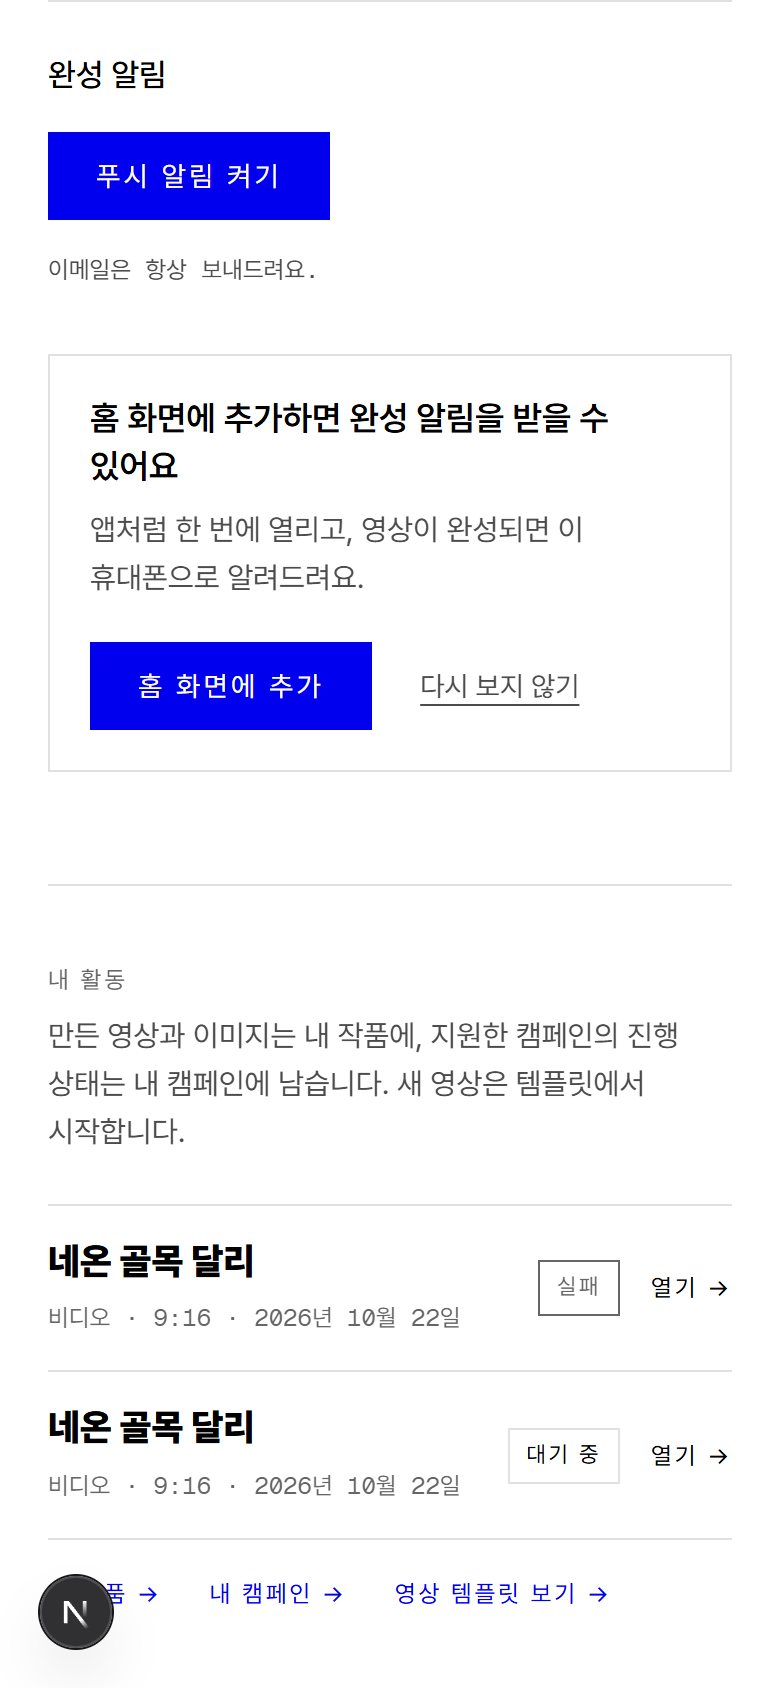 완성 알림
푸시 알림 켜기
이메일은 항상 보내드려요.
홈 화면에 추가하면 완성 알림을 받을 수
있어요
앱처럼 한 번에 열리고, 영상이 완성되면 이
휴대폰으로 알려드려요.
홈 화면에 추가
다시 보지 않기
내 활동
만든 영상과 이미지는 내 작품에, 지원한 캠페인의 진행
상태는 내 캠페인에 남습니다. 새 영상은 템플릿에서
시작합니다.
네온 골목 달리
비디오 · 9:16 · 2026년 10월 22일
실패
열기 →
네온 골목 달리
비디오 · 9:16 · 2026년 10월 22일
대기 중
열기 →
N
품 → 내 캠페인 → 영상 템플릿 보기 →